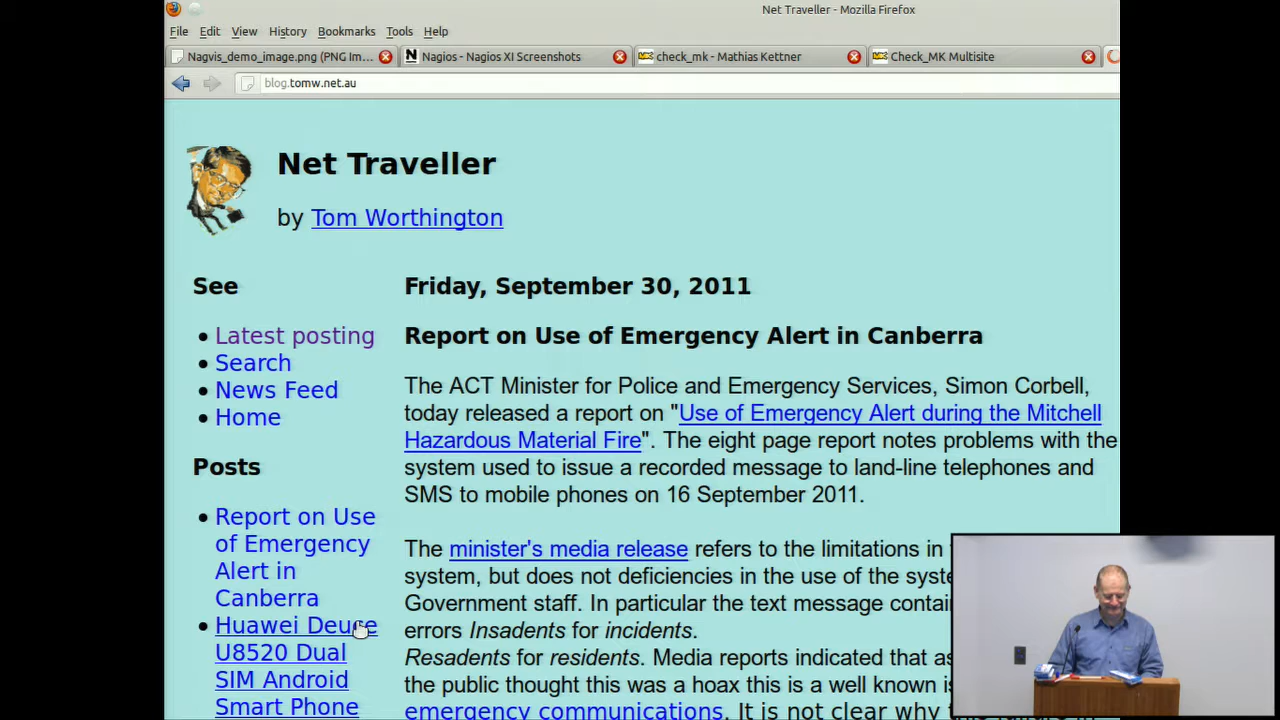 Net Traveller - Mozilla Firefox
File Edit View History Bookmarks Tools Help
Nagvis_demo_image.png (PNG Im... Nagios - Nagios XI Screenshots check_mk - Mathias Kettner Check_MK Multisite
blog.tomw.net.au
Net Traveller
by Tom Worthington
See
Latest posting
Search
News Feed
Home
Posts
Report on Use
of Emergency
Alert in
Canberra
Huawei Deuce
U8520 Dual
SIM Android
Smart Phone
Friday, September 30, 2011
Report on Use of Emergency Alert in Canberra
The ACT Minister for Police and Emergency Services, Simon Corbell,
today released a report on "Use of Emergency Alert during the Mitchell
Hazardous Material Fire". The eight page report notes problems with the
system used to issue a recorded message to land-line telephones and
SMS to mobile phones on 16 September 2011.
The minister's media release refers to the limitations in
system, but does not deficiencies in the use of the syste
Government staff. In particular the text message contai
errors Insadents for incidents.
Resadents for residents. Media reports indicated that as
the public thought this was a hoax this is a well known is
emergency communications. It is not clear why